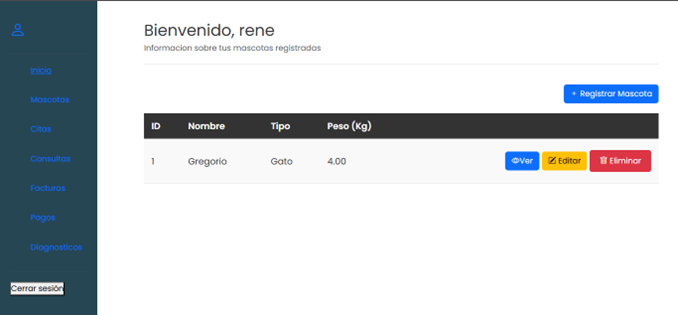 Inicio
Mascotas
Citas
Consultas
Facturas
Pagos
Diagnosticos
Cerrar sesión
Bienvenido, rene
Informacion sobre tus mascotas registradas
+ Registrar Mascota
ID Nombre Tipo Peso (Kg)
1 Gregorio Gato 4.00 Ver Editar Eliminar